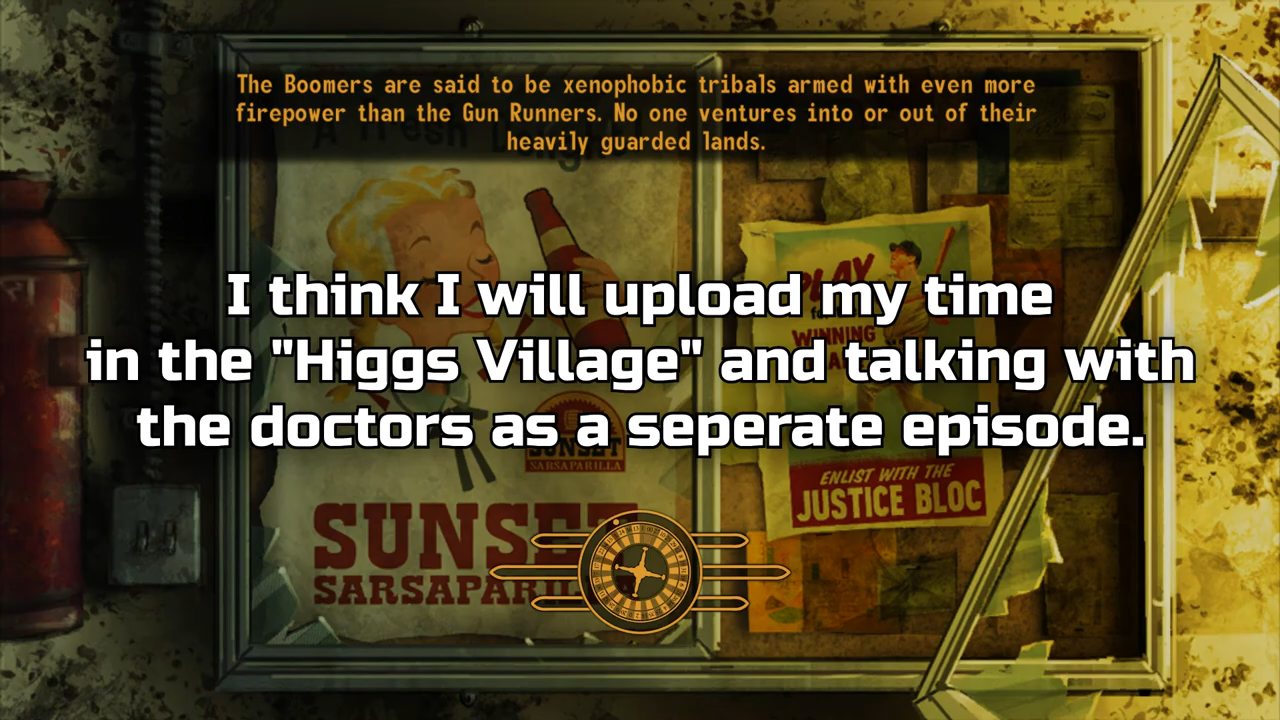 The Boomers are said to be xenophobic tribals armed with even more
firepower than the Gun Runners. No one ventures into or out of their
heavily guarded lands.
A Fresh
I think I will upload my time
in the "Higgs Village" and talking with
the doctors as a seperate episode.
PLAY
WINNING
SUNSET
SARSAPARILLA
ENLIST WITH THE
JUSTICE BLOC
SUNSET